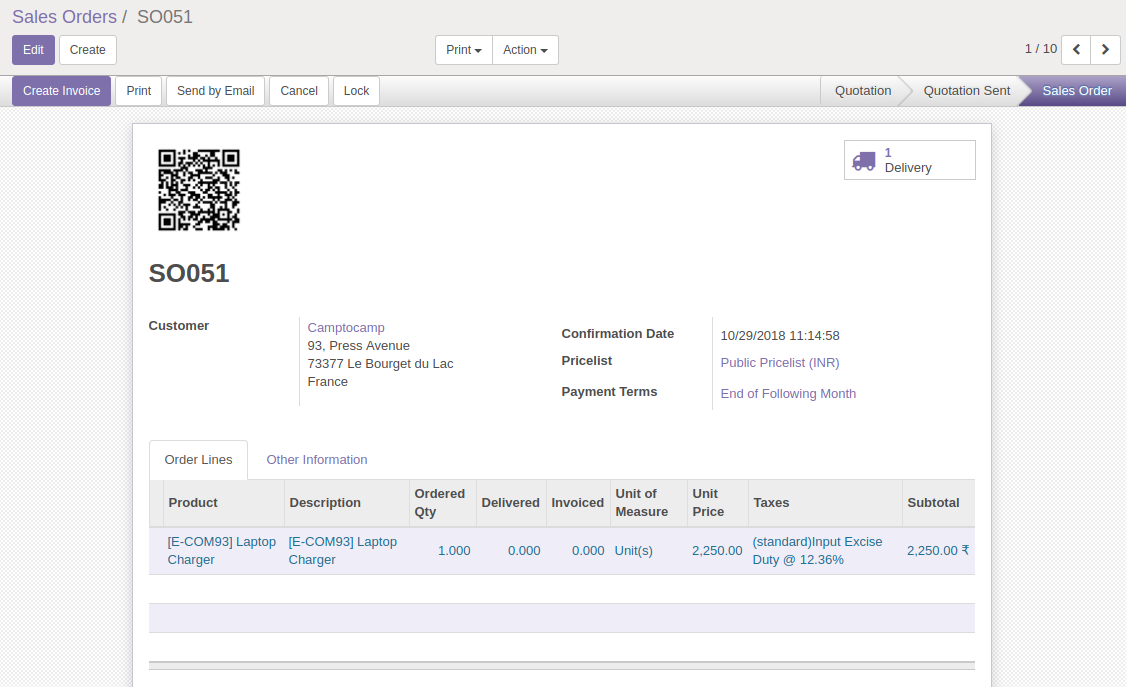 Sales Orders / SO051
Edit Create Print Action 1 / 10
Create Invoice Print Send by Email Cancel Lock Quotation Quotation Sent Sales Order
1
Delivery
SO051
Customer
Camptocamp
93, Press Avenue
73377 Le Bourget du Lac
France
Confirmation Date 10/29/2018 11:14:58
Pricelist Public Pricelist (INR)
Payment Terms End of Following Month
Order Lines Other Information
Product Description Ordered Qty Delivered Invoiced Unit of Measure Unit Price Taxes Subtotal
[E-COM93] Laptop Charger [E-COM93] Laptop Charger 1.000 0.000 0.000 Unit(s) 2,250.00 (standard)Input Excise Duty @ 12.36% 2,250.00 ₹